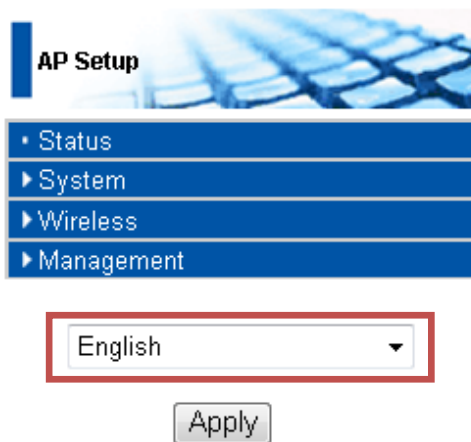 AP Setup
Status
System
Wireless
Management
English
Apply